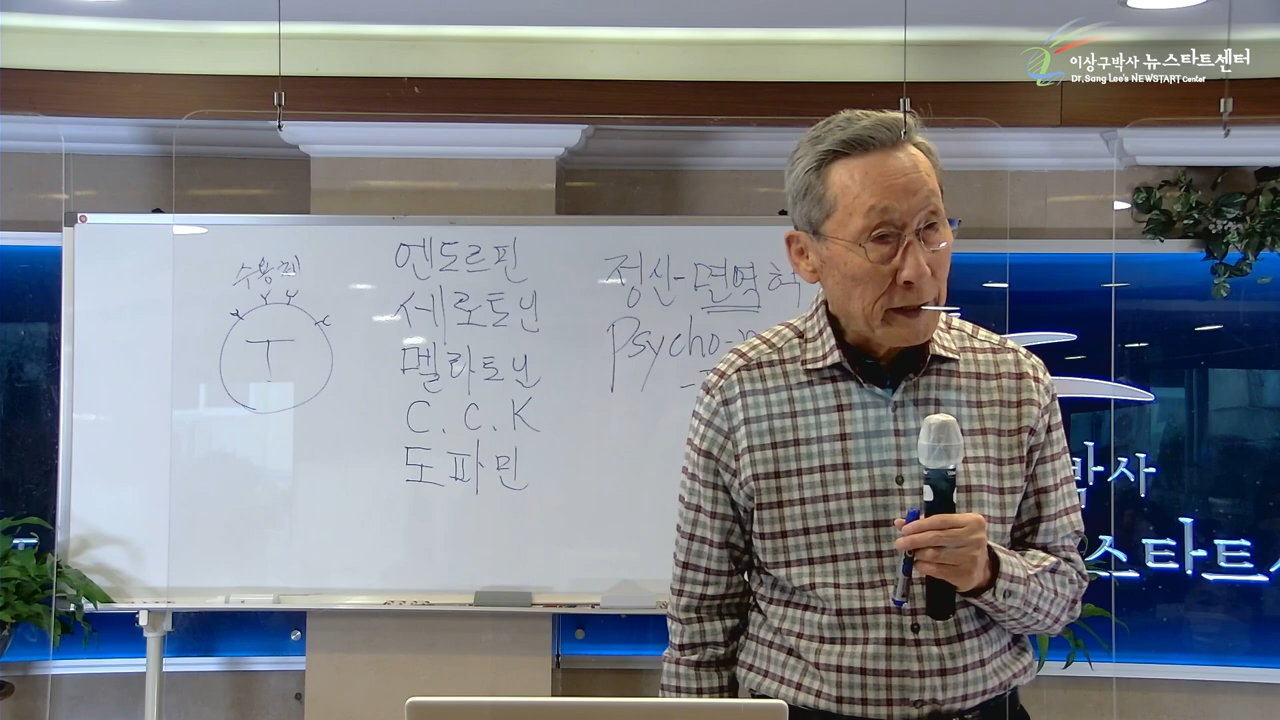 이상구박사 뉴스타트센터
Dr. Sang Lee's NEWSTART Center
수용체
T
엔도르핀
세로토닌
멜라토닌
C.C.K
도파민
정신-면역학
Psycho-n
박사
스타트센